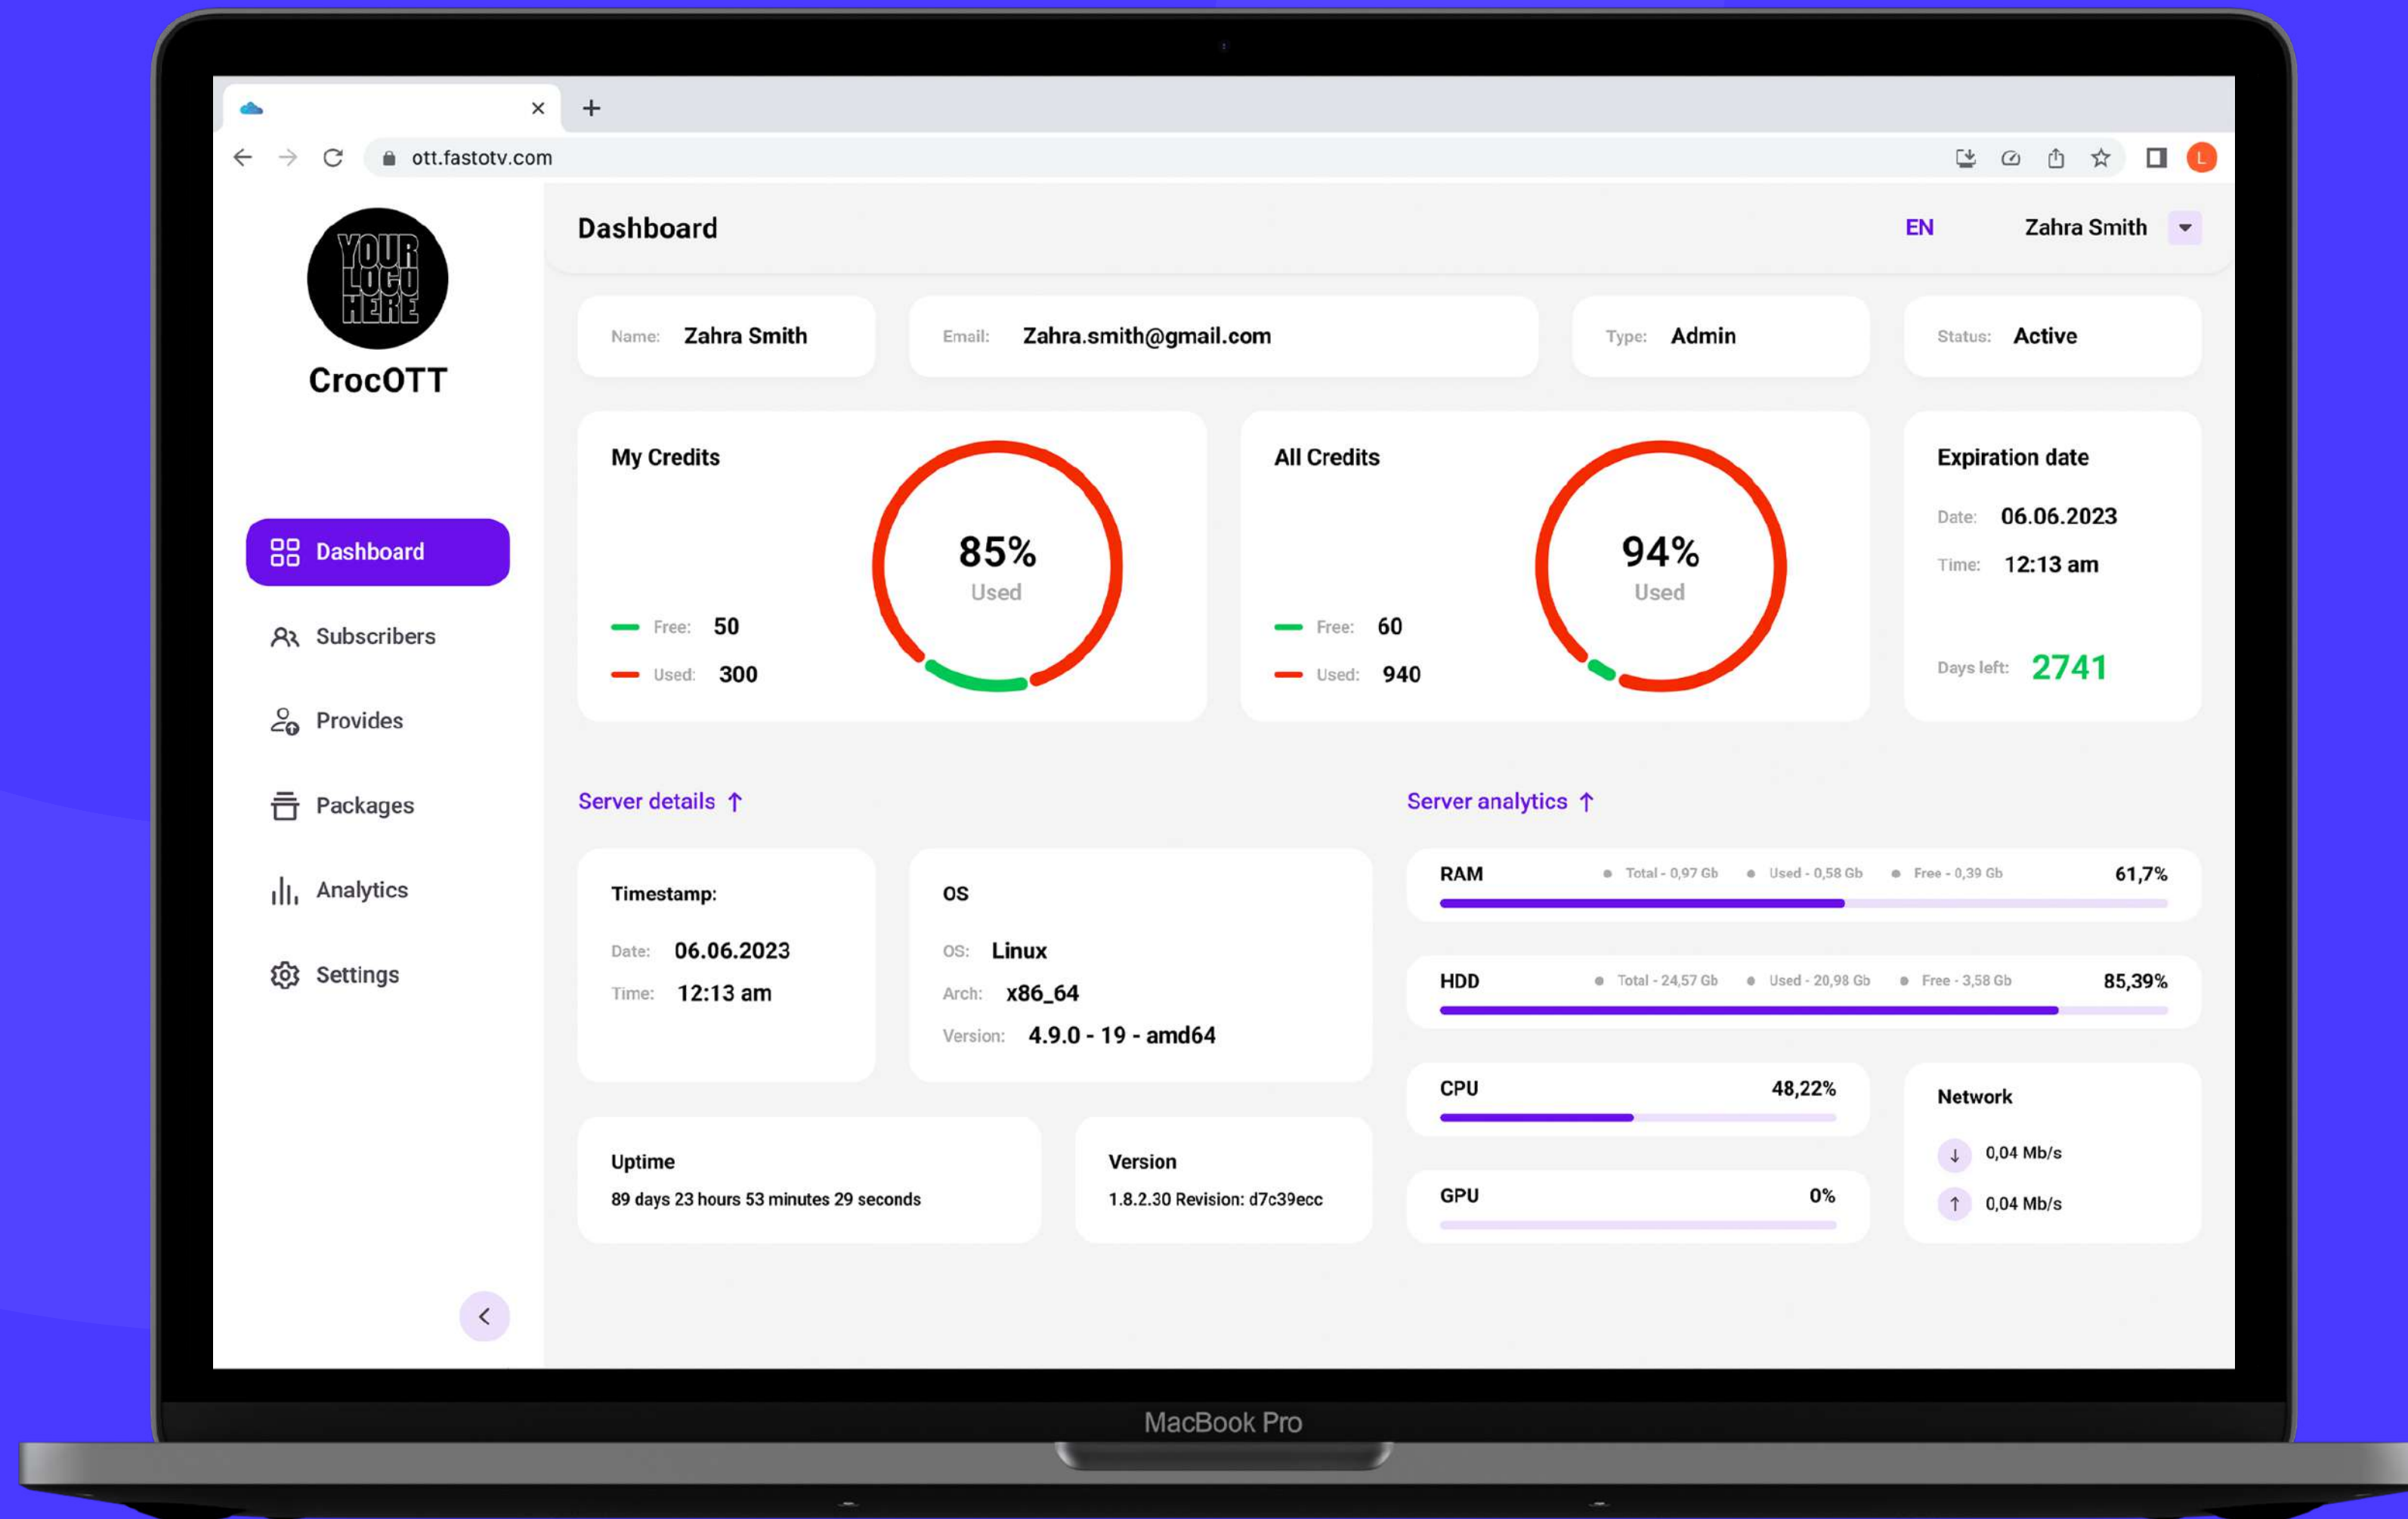 ott.fastotv.com
L
YOUR
LOGO
HERE
CrocOTT
Dashboard
Subscribers
Provides
Packages
Analytics
Settings
Dashboard
EN
Zahra Smith
Name: Zahra Smith
Email: Zahra.smith@gmail.com
Type: Admin
Status: Active
My Credits
85%
Used
Free: 50
Used: 300
All Credits
94%
Used
Free: 60
Used: 940
Expiration date
Date: 06.06.2023
Time: 12:13 am
Days left: 2741
Server details ↑
Timestamp:
Date: 06.06.2023
Time: 12:13 am
OS
OS: Linux
Arch: x86_64
Version: 4.9.0 - 19 - amd64
Uptime
89 days 23 hours 53 minutes 29 seconds
Version
1.8.2.30 Revision: d7c39ecc
Server analytics ↑
RAM • Total - 0,97 Gb • Used - 0,58 Gb • Free - 0,39 Gb 61,7%
HDD • Total - 24,57 Gb • Used - 20,98 Gb • Free - 3,58 Gb 85,39%
CPU 48,22%
GPU 0%
Network
↓ 0,04 Mb/s
↑ 0,04 Mb/s
MacBook Pro